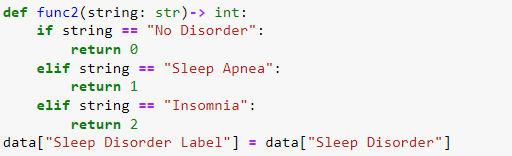 def func2(string: str)-> int:
    if string == "No Disorder":
        return 0
    elif string == "Sleep Apnea":
        return 1
    elif string == "Insomnia":
        return 2
data["Sleep Disorder Label"] = data["Sleep Disorder"]